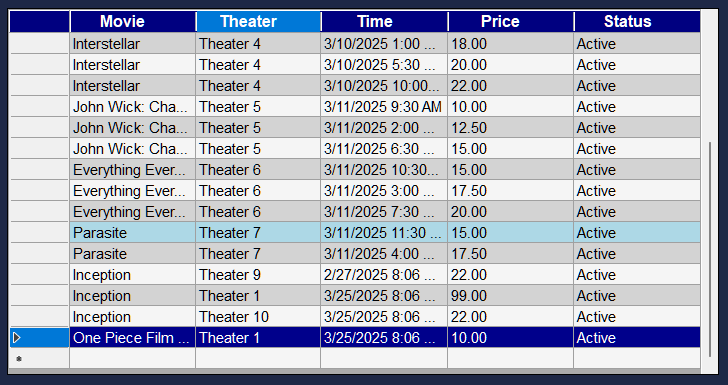 Movie Theater Time Price Status
Interstellar Theater 4 3/10/2025 1:00 ... 18.00 Active
Interstellar Theater 4 3/10/2025 5:30 ... 20.00 Active
Interstellar Theater 4 3/10/2025 10:00... 22.00 Active
John Wick: Cha... Theater 5 3/11/2025 9:30 AM 10.00 Active
John Wick: Cha... Theater 5 3/11/2025 2:00 ... 12.50 Active
John Wick: Cha... Theater 5 3/11/2025 6:30 ... 15.00 Active
Everything Ever... Theater 6 3/11/2025 10:30... 15.00 Active
Everything Ever... Theater 6 3/11/2025 3:00 ... 17.50 Active
Everything Ever... Theater 6 3/11/2025 7:30 ... 20.00 Active
Parasite Theater 7 3/11/2025 11:30 ... 15.00 Active
Parasite Theater 7 3/11/2025 4:00 ... 17.50 Active
Inception Theater 9 2/27/2025 8:06 ... 22.00 Active
Inception Theater 1 3/25/2025 8:06 ... 99.00 Active
Inception Theater 10 3/25/2025 8:06 ... 22.00 Active
One Piece Film ... Theater 1 3/25/2025 8:06 ... 10.00 Active
*